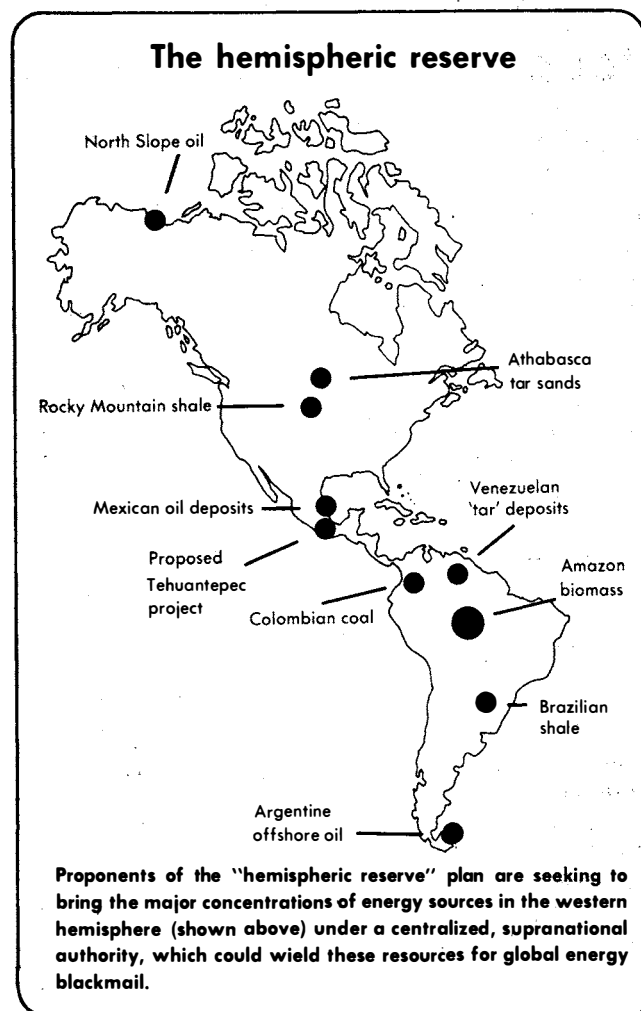 The hemispheric reserve
North Slope oil
Athabasca
tar sands
Rocky Mountain shale
Mexican oil deposits
Venezuelan
'tar' deposits
Proposed
Tehuantepec
project
Amazon
biomass
Colombian coal
Brazilian
shale
Argentine
offshore oil
Proponents of the "hemispheric reserve" plan are seeking to
bring the major concentrations of energy sources in the western
hemisphere (shown above) under a centralized, supranational
authority, which could wield these resources for global energy
blackmail.